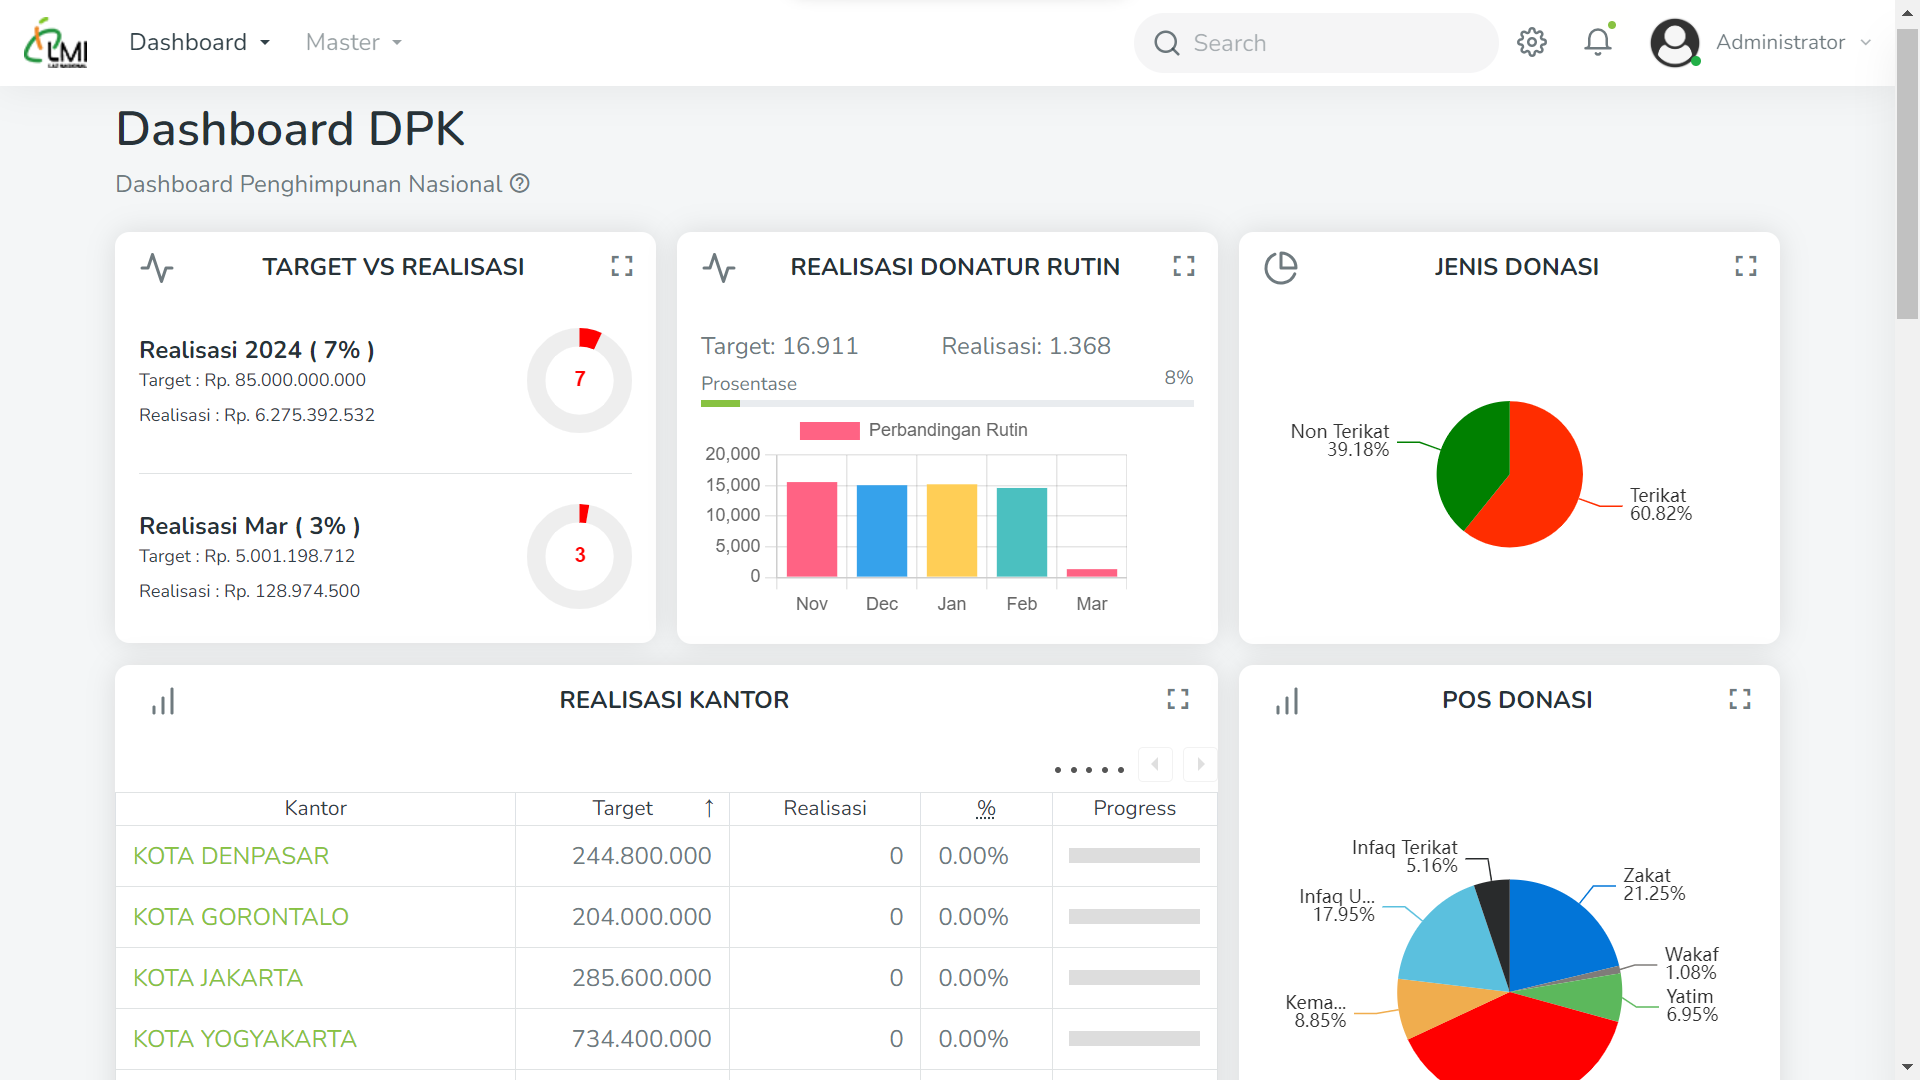 LMI
LAZ NASIONAL
Dashboard
Master
Search
Administrator
Dashboard DPK
Dashboard Penghimpunan Nasional
TARGET VS REALISASI
Realisasi 2024 ( 7% )
Target : Rp. 85.000.000.000
Realisasi : Rp. 6.275.392.532
7
Realisasi Mar ( 3% )
Target : Rp. 5.001.198.712
Realisasi : Rp. 128.974.500
3
REALISASI DONATUR RUTIN
Target: 16.911 Realisasi: 1.368
Prosentase 8%
Perbandingan Rutin
20,000
15,000
10,000
5,000
0
Nov Dec Jan Feb Mar
JENIS DONASI
Non Terikat
39.18%
Terikat
60.82%
REALISASI KANTOR
Kantor Target ↑ Realisasi % Progress
KOTA DENPASAR 244.800.000 0 0.00%
KOTA GORONTALO 204.000.000 0 0.00%
KOTA JAKARTA 285.600.000 0 0.00%
KOTA YOGYAKARTA 734.400.000 0 0.00%
POS DONASI
Infaq Terikat
5.16%
Zakat
21.25%
Infaq U...
17.95%
Wakaf
1.08%
Yatim
6.95%
Kema...
8.85%